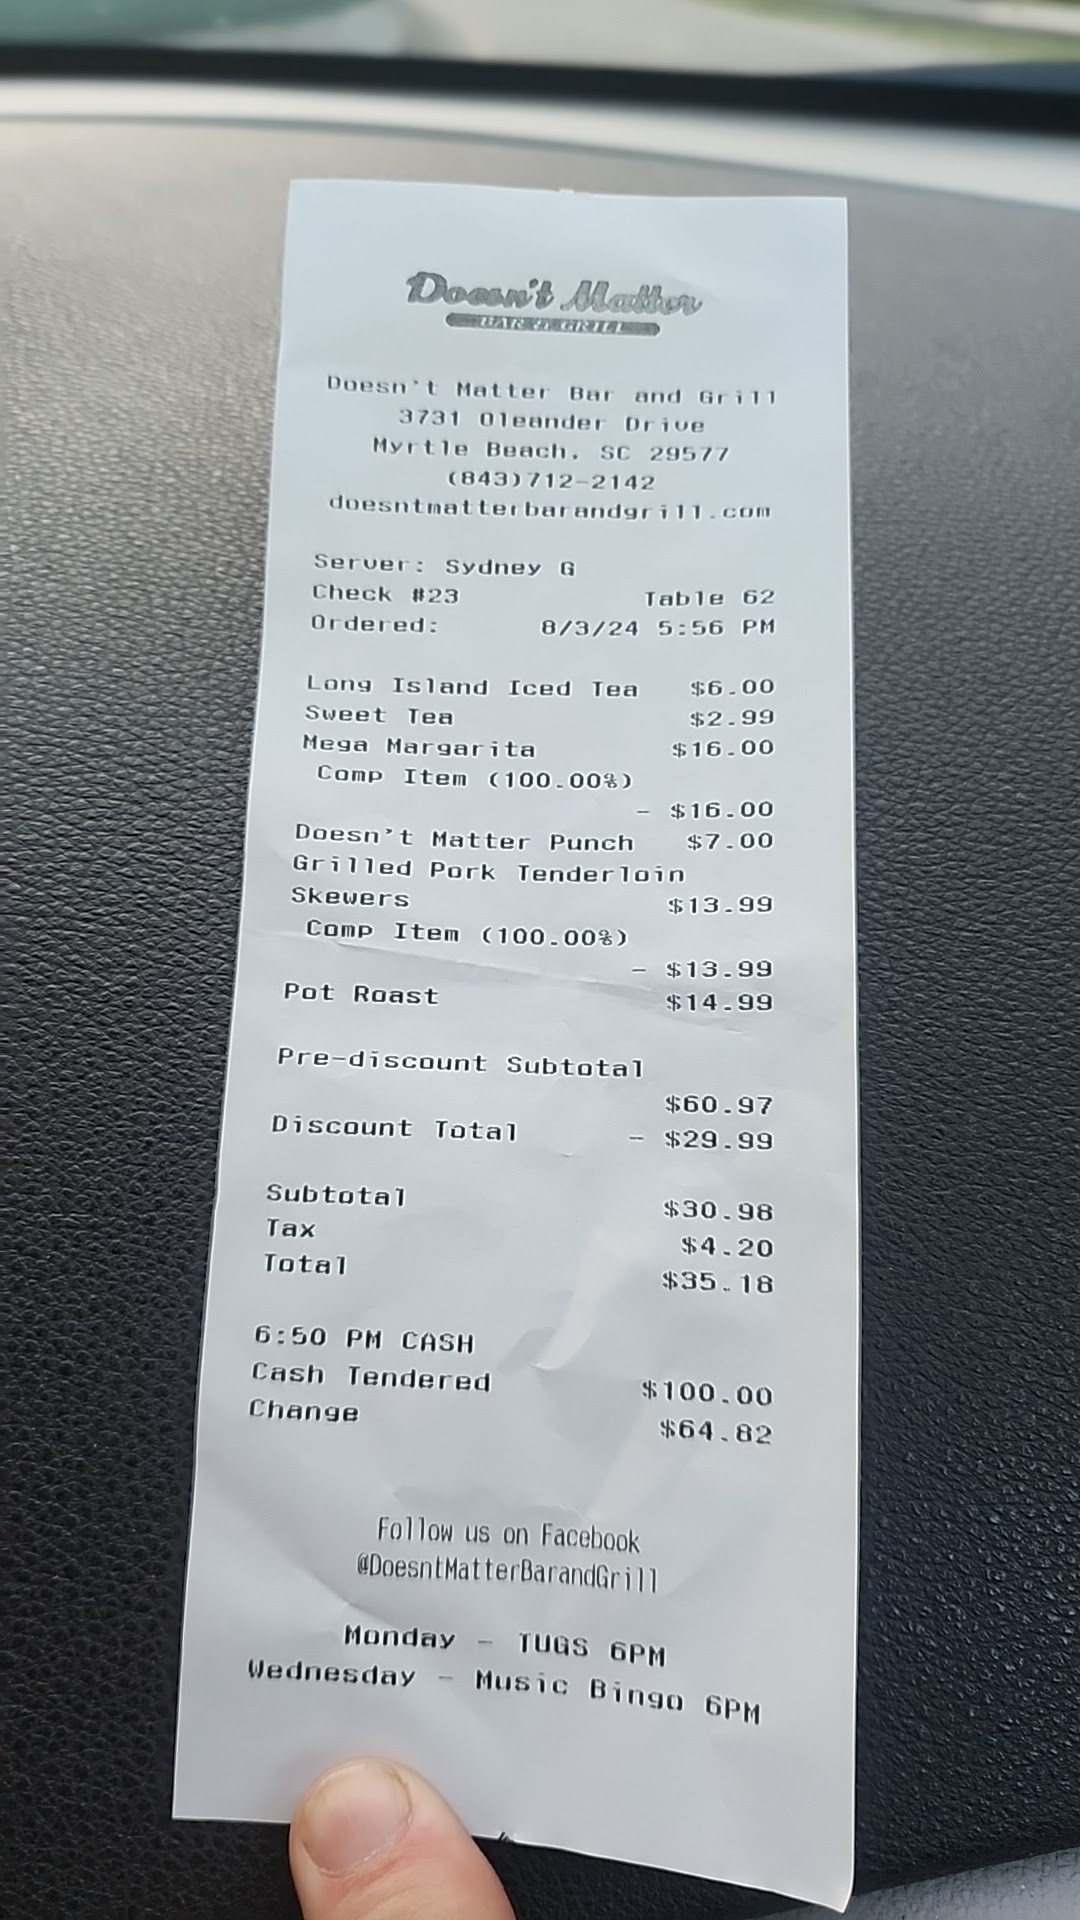 Doesn't Matter
BAR & GRILL
Doesn't Matter Bar and Grill
3731 Oleander Drive
Myrtle Beach, SC 29577
(843)712-2142
doesntmatterbarandgrill.com
Server: Sydney G
Check #23 Table 62
Ordered: 8/3/24 5:56 PM
Long Island Iced Tea $6.00
Sweet Tea $2.99
Mega Margarita $16.00
Comp Item (100.00%)
- $16.00
Doesn't Matter Punch $7.00
Grilled Pork Tenderloin
Skewers $13.99
Comp Item (100.00%)
- $13.99
Pot Roast $14.99
Pre-discount Subtotal
$60.97
Discount Total - $29.99
Subtotal $30.98
Tax $4.20
Total $35.18
6:50 PM CASH
Cash Tendered $100.00
Change $64.82
Follow us on Facebook
@DoesntMatterBarandGrill
Monday - TUGS 6PM
Wednesday - Music Bingo 6PM